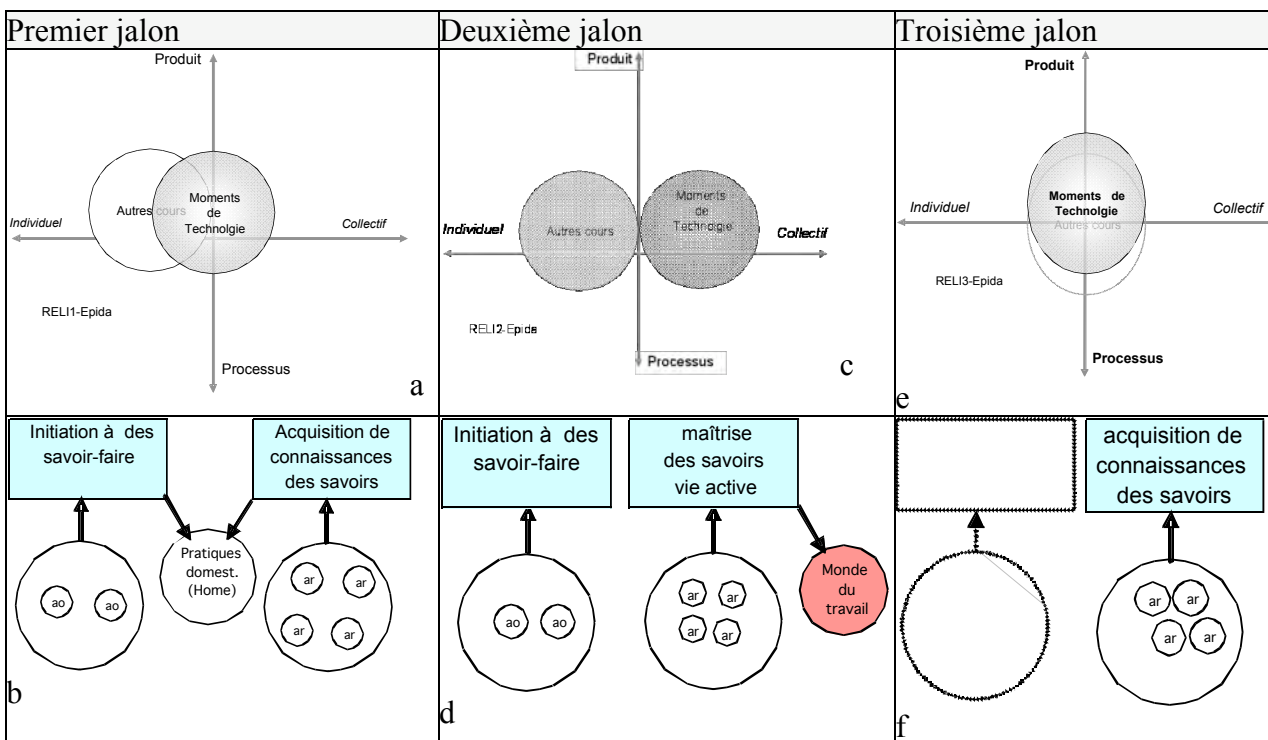 Premier jalon
Deuxième jalon
Troisième jalon
Produit
Autres cours
Moments
de
Technolgie
Individuel
Collectif
RELI1-Epida
Processus
a
Produit
Individuel
Autres cours
Moments
de
Technolgie
Collectif
RELI2-Epida
Processus
c
Produit
Individuel
Moments de
Technolgie
Autres cours
Collectif
RELI3-Epida
Processus
e
Initiation à des
savoir-faire
Acquisition de
connaissances
des savoirs
Pratiques
domest.
(Home)
ao
ao
ar
ar
ar
ar
b
Initiation à des
savoir-faire
maîtrise
des savoirs
vie active
ao
ao
ar
ar
ar
ar
Monde
du
travail
d
acquisition de
connaissances
des savoirs
ar
ar
ar
ar
f